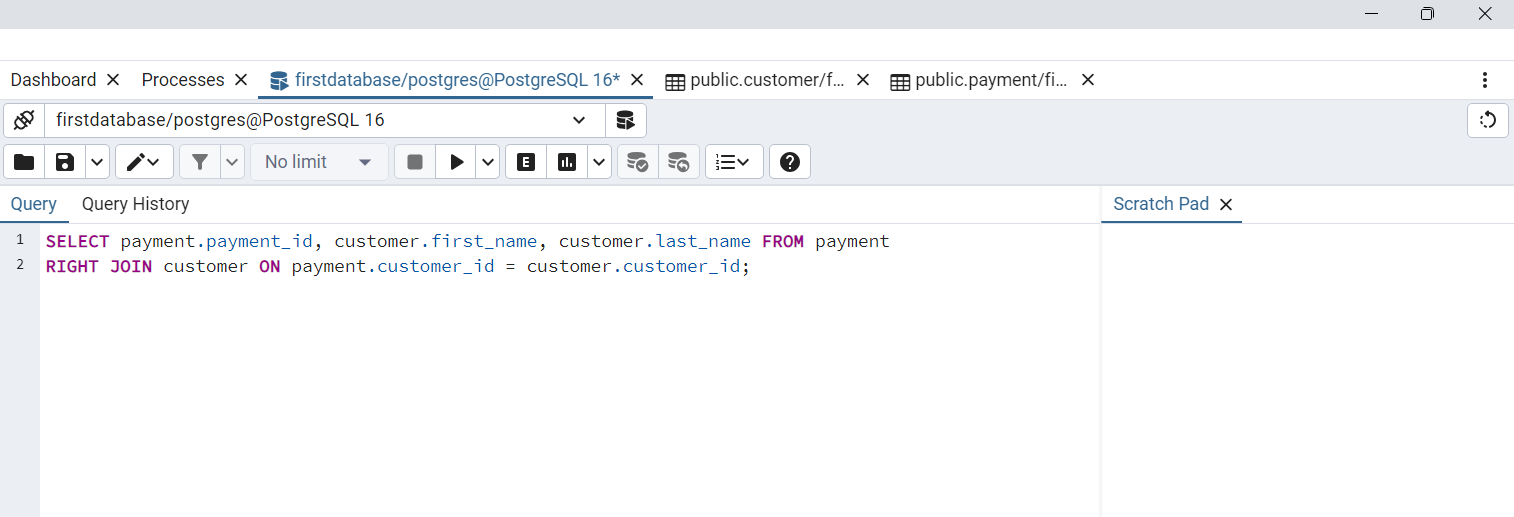 Dashboard Processes firstdatabase/postgres@PostgreSQL 16* public.customer/f... public.payment/fi...
firstdatabase/postgres@PostgreSQL 16
No limit E
Query Query History Scratch Pad
1 SELECT payment.payment_id, customer.first_name, customer.last_name FROM payment
2 RIGHT JOIN customer ON payment.customer_id = customer.customer_id;